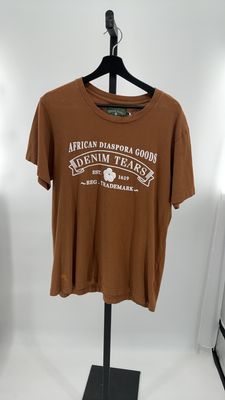 AFRICAN DIASPORA GOODS
DENIM TEARS
EST. 1619
REG. TRADEMARK